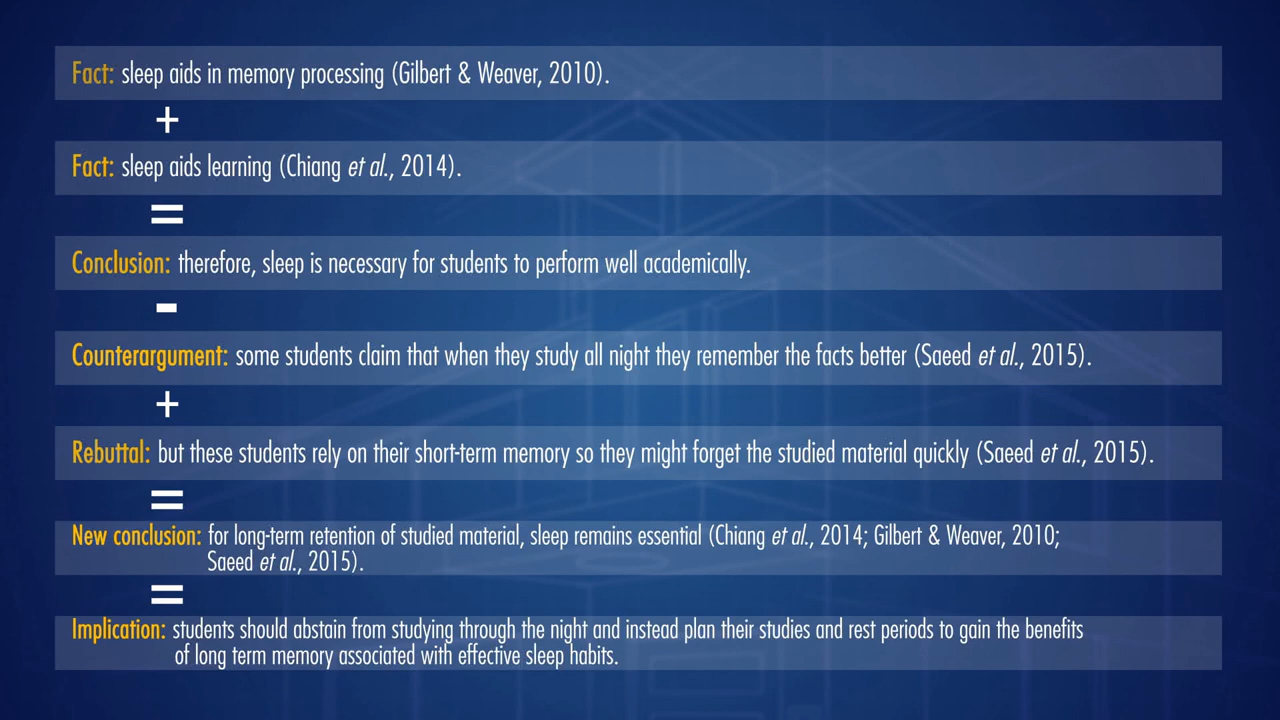 Fact: sleep aids in memory processing (Gilbert & Weaver, 2010).
+
Fact: sleep aids learning (Chiang et al., 2014).
=
Conclusion: therefore, sleep is necessary for students to perform well academically.
-
Counterargument: some students claim that when they study all night they remember the facts better (Saeed et al., 2015).
+
Rebuttal: but these students rely on their short-term memory so they might forget the studied material quickly (Saeed et al., 2015).
=
New conclusion: for long-term retention of studied material, sleep remains essential (Chiang et al., 2014; Gilbert & Weaver, 2010;
Saeed et al., 2015).
=
Implication: students should abstain from studying through the night and instead plan their studies and rest periods to gain the benefits
of long term memory associated with effective sleep habits.